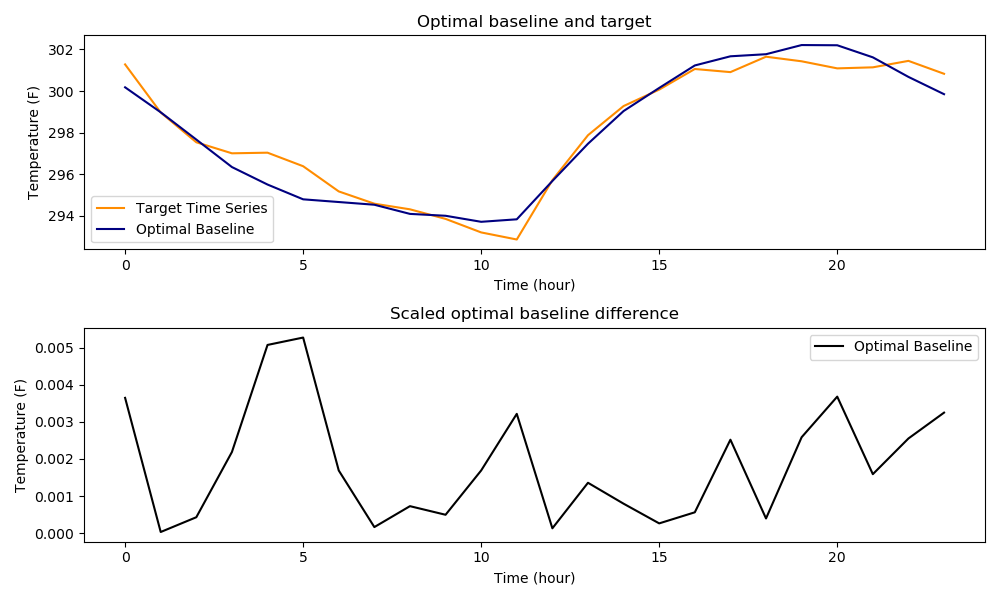 Optimal baseline and target
Temperature (F)
302
300
298
296
294
Target Time Series
Optimal Baseline
0 5 10 15 20
Time (hour)
Scaled optimal baseline difference
Temperature (F)
0.005
0.004
0.003
0.002
0.001
0.000
Optimal Baseline
0 5 10 15 20
Time (hour)